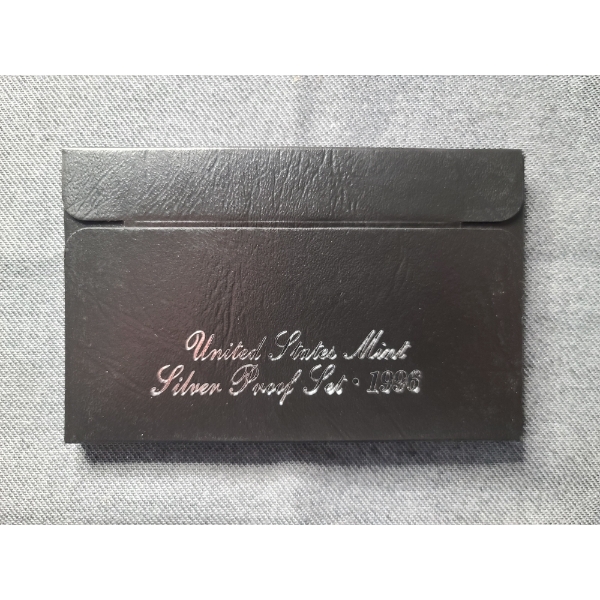 United States Mint
Silver Proof Set · 1996